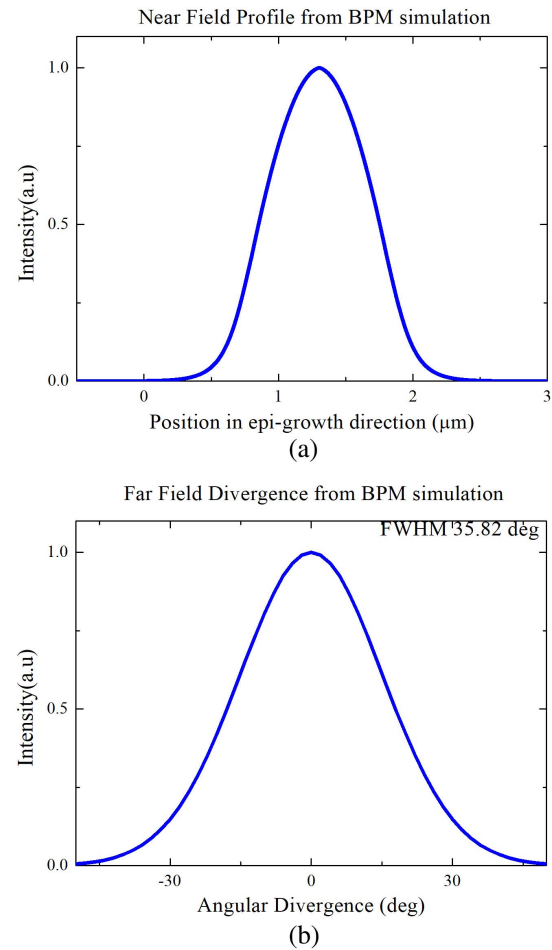 Near Field Profile from BPM simulation
1.0
0.5
0.0
Intensity(a.u)
0 1 2 3
Position in epi-growth direction (μm)
(a)
Far Field Divergence from BPM simulation
FWHM 35.82 deg
1.0
0.5
0.0
Intensity(a.u)
-30 0 30
Angular Divergence (deg)
(b)